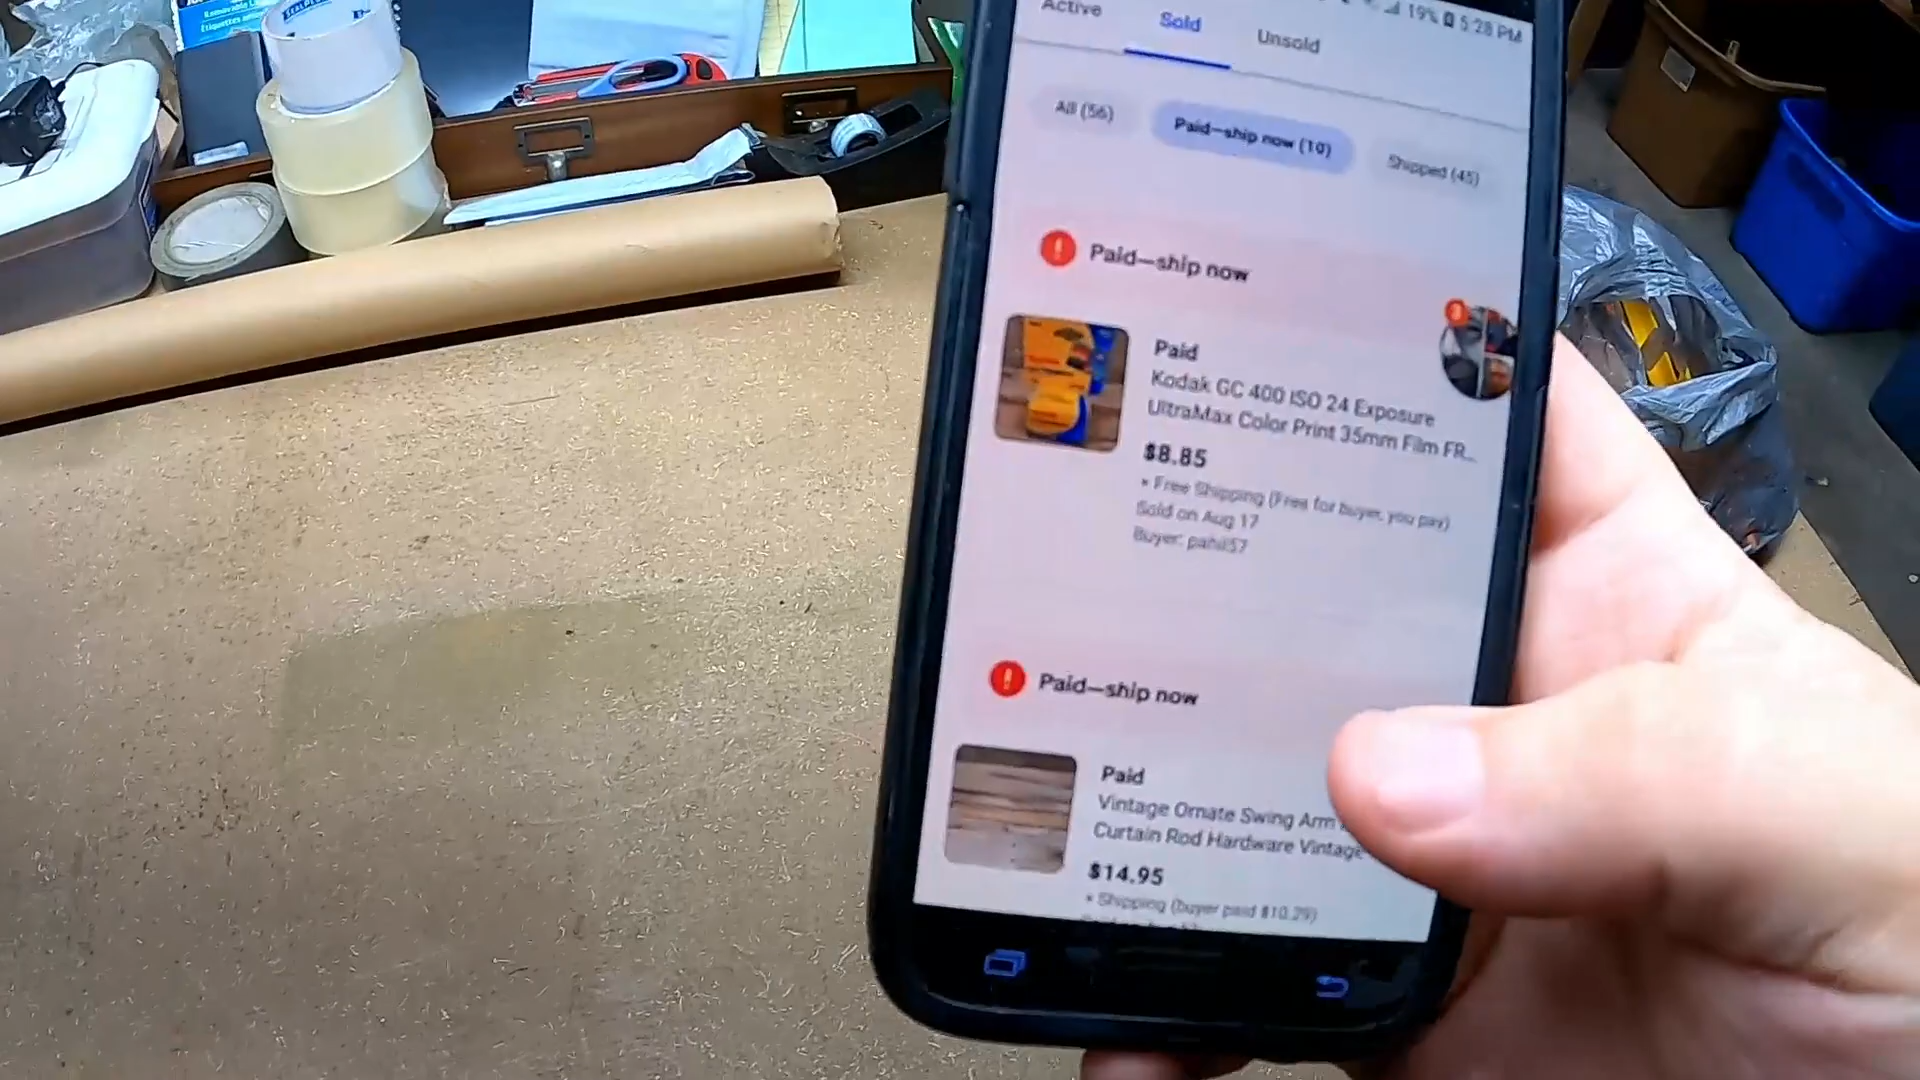 19% 5:28 PM
Active Sold Unsold
All (56) Paid—ship now (10) Shipped (45)
Paid—ship now
Paid
Kodak GC 400 ISO 24 Exposure
UltraMax Color Print 35mm Film FR...
$8.85
• Free Shipping (Free for buyer, you pay)
Sold on Aug 17
Buyer: pahil57
Paid—ship now
Paid
Vintage Ornate Swing Arm
Curtain Rod Hardware Vintage
$14.95
• Shipping (buyer paid $10.29)